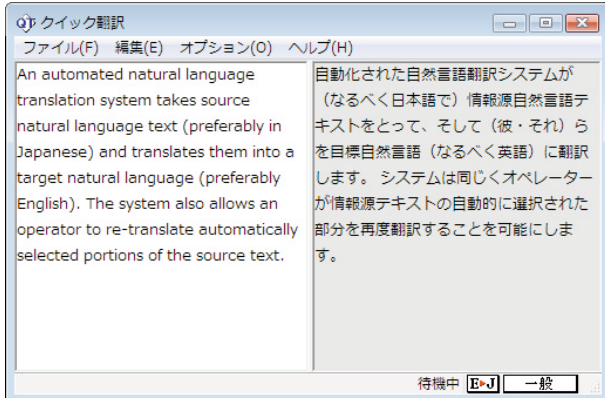 クイック翻訳
ファイル(F) 編集(E) オプション(O) ヘルプ(H)
An automated natural language
translation system takes source
natural language text (preferably in
Japanese) and translates them into a
target natural language (preferably
English). The system also allows an
operator to re-translate automatically
selected portions of the source text.
自動化された自然言語翻訳システムが
（なるべく日本語で）情報源自然言語テ
キストをとって、そして（彼・それ）ら
を目標自然言語（なるべく英語）に翻訳
します。 システムは同じくオペレーター
が情報源テキストの自動的に選択された
部分を再度翻訳することを可能にしま
す。
待機中 E▸J 一般